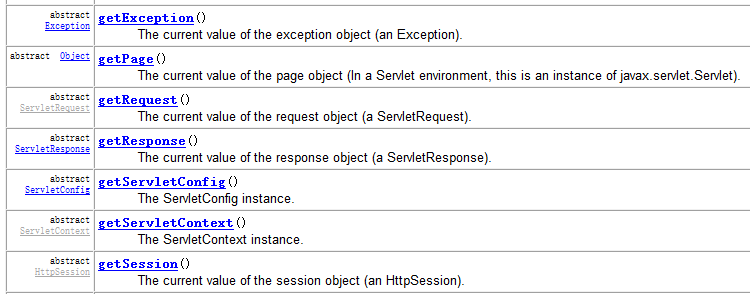 abstract
Exception
getException()
The current value of the exception object (an Exception).
abstract Object
getPage()
The current value of the page object (In a Servlet environment, this is an instance of javax.servlet.Servlet).
abstract
ServletRequest
getRequest()
The current value of the request object (a ServletRequest).
abstract
ServletResponse
getResponse()
The current value of the response object (a ServletResponse).
abstract
ServletConfig
getServletConfig()
The ServletConfig instance.
abstract
ServletContext
getServletContext()
The ServletContext instance.
abstract
HttpSession
getSession()
The current value of the session object (an HttpSession).